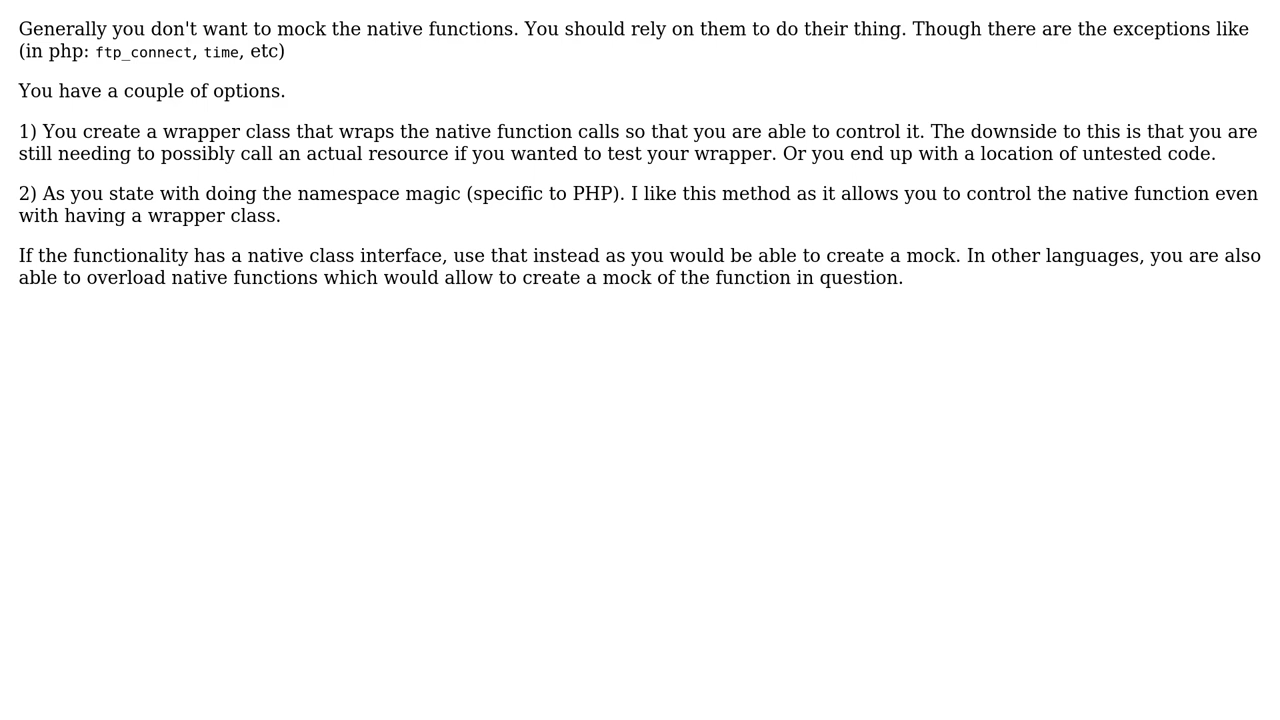 Generally you don't want to mock the native functions. You should rely on them to do their thing. Though there are the exceptions like
(in php: ftp_connect, time, etc)
You have a couple of options.
1) You create a wrapper class that wraps the native function calls so that you are able to control it. The downside to this is that you are
still needing to possibly call an actual resource if you wanted to test your wrapper. Or you end up with a location of untested code.
2) As you state with doing the namespace magic (specific to PHP). I like this method as it allows you to control the native function even
with having a wrapper class.
If the functionality has a native class interface, use that instead as you would be able to create a mock. In other languages, you are also
able to overload native functions which would allow to create a mock of the function in question.